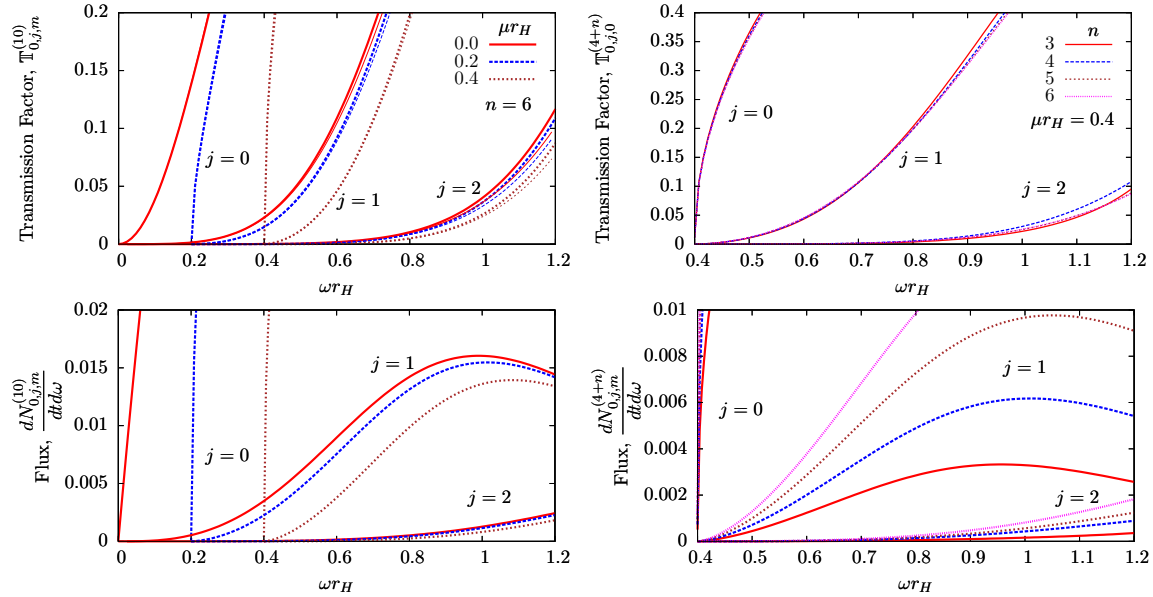 Transmission Factor, 𝕋^{(10)}_{0,j,m}
0.2
0.15
0.1
0.05
0
0 0.2 0.4 0.6 0.8 1 1.2
ωr_H
μr_H
0.0
0.2
0.4
n = 6
j = 0
j = 1
j = 2
Transmission Factor, 𝕋^{(4+n)}_{0,j,0}
0.4
0.35
0.3
0.25
0.2
0.15
0.1
0.05
0
0.4 0.5 0.6 0.7 0.8 0.9 1 1.1 1.2
ωr_H
n
3
4
5
6
μr_H = 0.4
j = 0
j = 1
j = 2
Flux, dN^{(10)}_{0,j,m}/dtdω
0.02
0.015
0.01
0.005
0
0 0.2 0.4 0.6 0.8 1 1.2
ωr_H
j = 1
j = 0
j = 2
Flux, dN^{(4+n)}_{0,j,m}/dtdω
0.01
0.008
0.006
0.004
0.002
0
0.4 0.5 0.6 0.7 0.8 0.9 1 1.1 1.2
ωr_H
j = 1
j = 0
j = 2